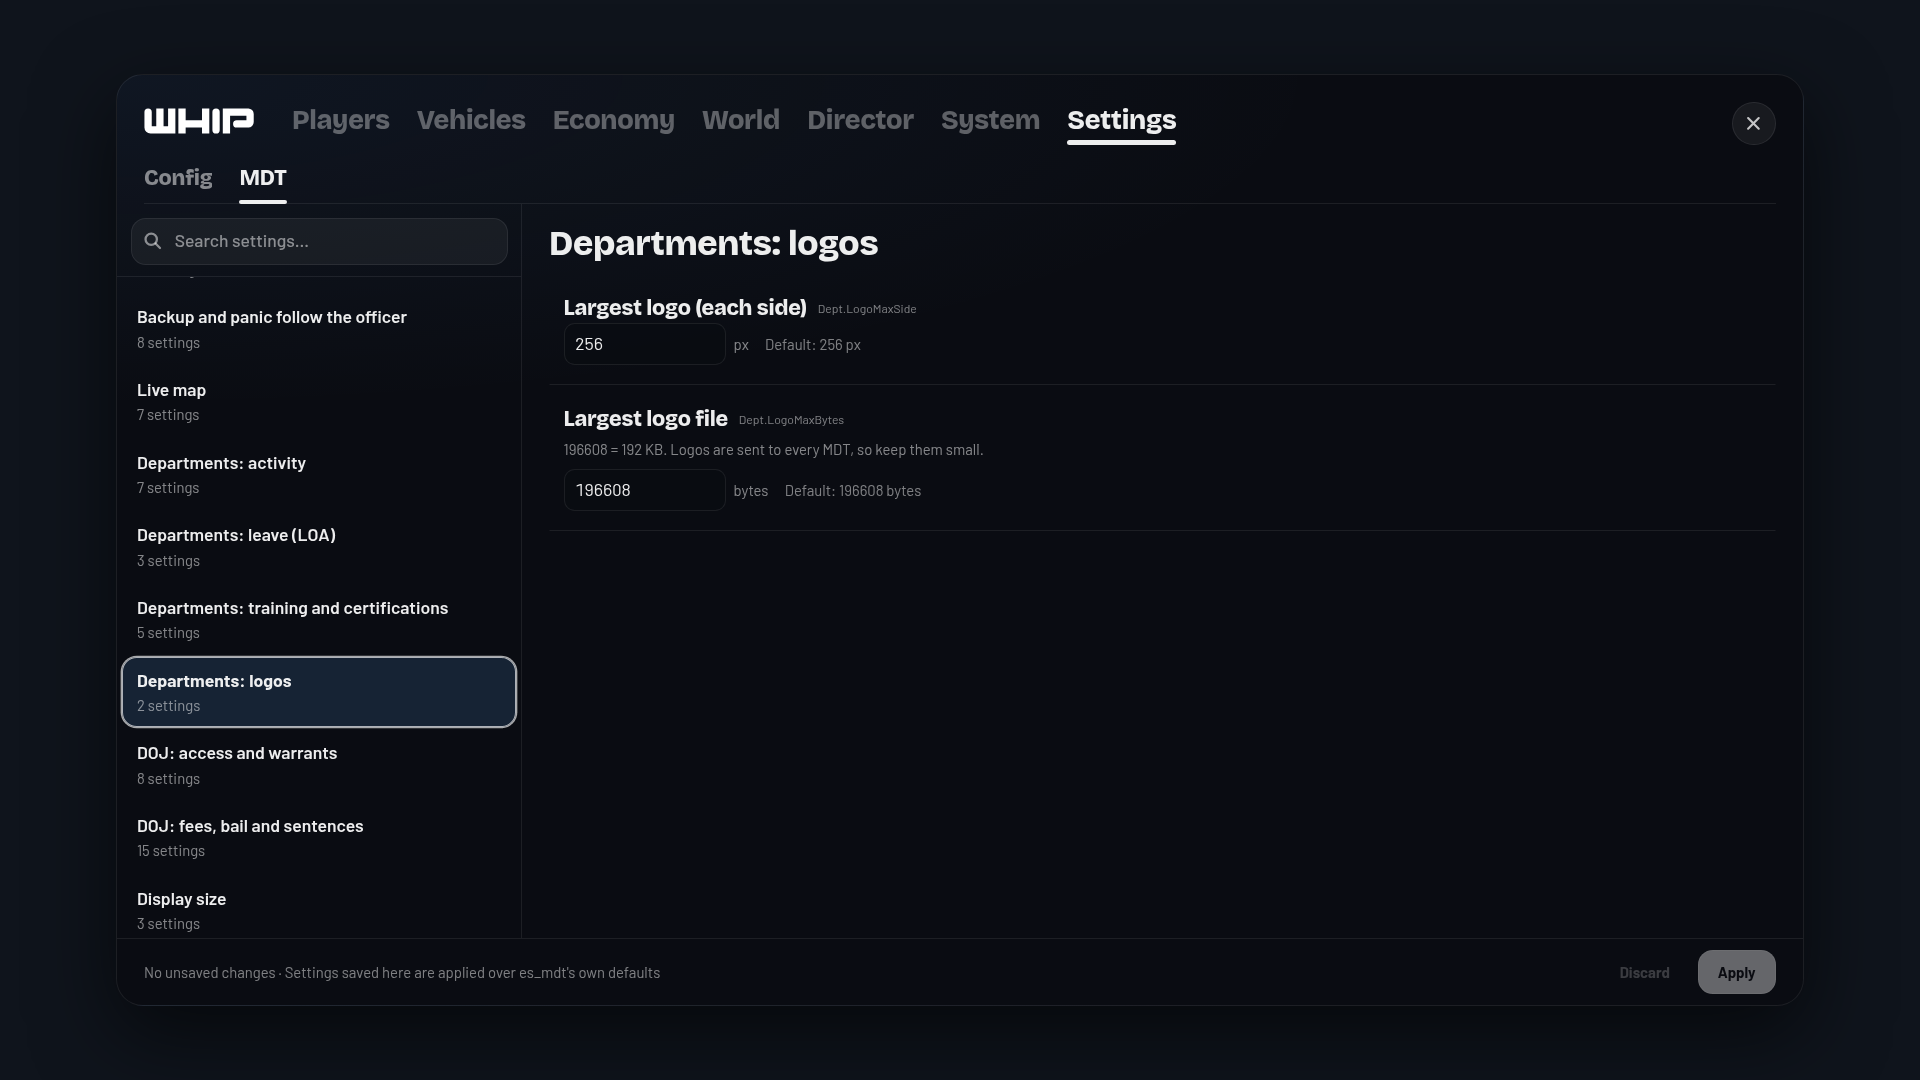 WHIP
Players Vehicles Economy World Director System Settings
Config MDT
Search settings...
Backup and panic follow the officer
8 settings
Live map
7 settings
Departments: activity
7 settings
Departments: leave (LOA)
3 settings
Departments: training and certifications
5 settings
Departments: logos
2 settings
DOJ: access and warrants
8 settings
DOJ: fees, bail and sentences
15 settings
Display size
3 settings
Departments: logos
Largest logo (each side) Dept.LogoMaxSide
256 px Default: 256 px
Largest logo file Dept.LogoMaxBytes
196608 = 192 KB. Logos are sent to every MDT, so keep them small.
196608 bytes Default: 196608 bytes
No unsaved changes · Settings saved here are applied over es_mdt's own defaults
Discard Apply